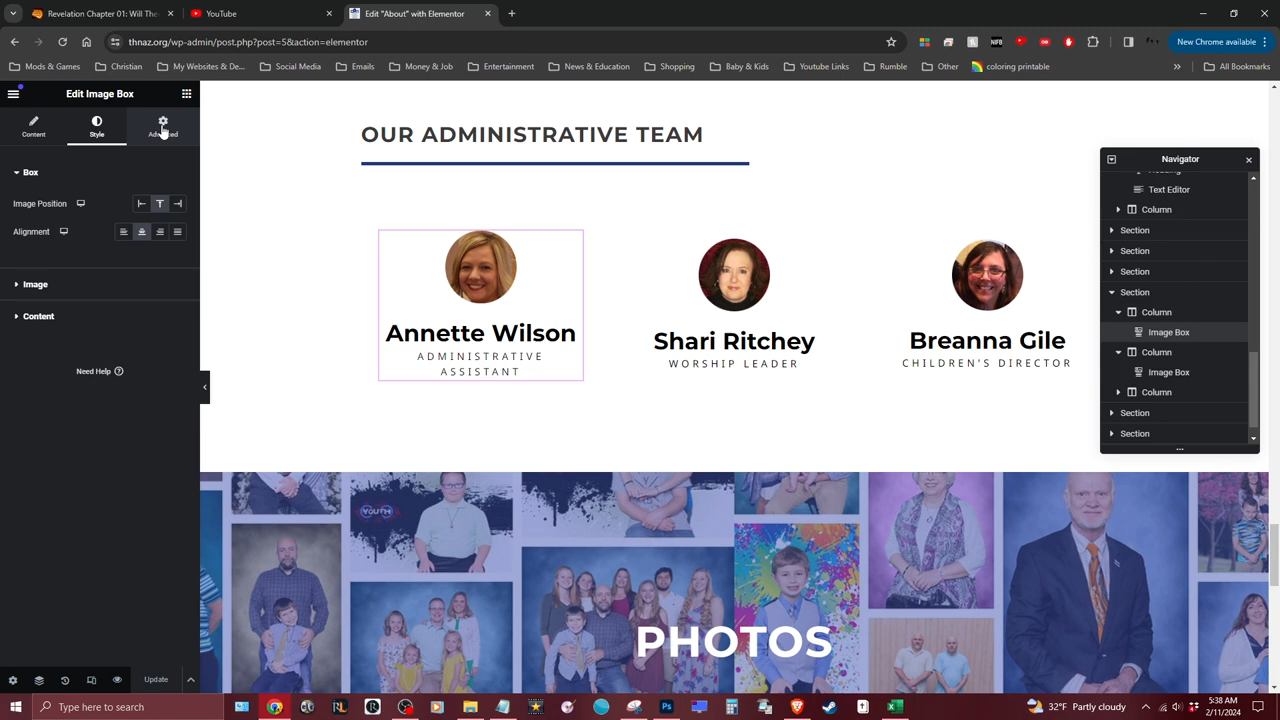 Revelation Chapter 01: Will The
YouTube
Edit "About" with Elementor
thnaz.org/wp-admin/post.php?post=5&action=elementor
New Chrome available
Mods & Games
Christian
My Websites & De...
Social Media
Emails
Money & Job
Entertainment
News & Education
Shopping
Baby & Kids
Youtube Links
Rumble
Other
coloring printable
All Bookmarks
Edit Image Box
Content
Style
Advanced
Box
Image Position
Alignment
Image
Content
Need Help
Update
OUR ADMINISTRATIVE TEAM
Annette Wilson
ADMINISTRATIVE
ASSISTANT
Shari Ritchey
WORSHIP LEADER
Breanna Gile
CHILDREN'S DIRECTOR
PHOTOS
YOUTH
Navigator
Heading
Text Editor
Column
Section
Section
Section
Section
Column
Image Box
Column
Image Box
Column
Section
Section
Type here to search
32°F Partly cloudy
5:38 AM
2/11/2024